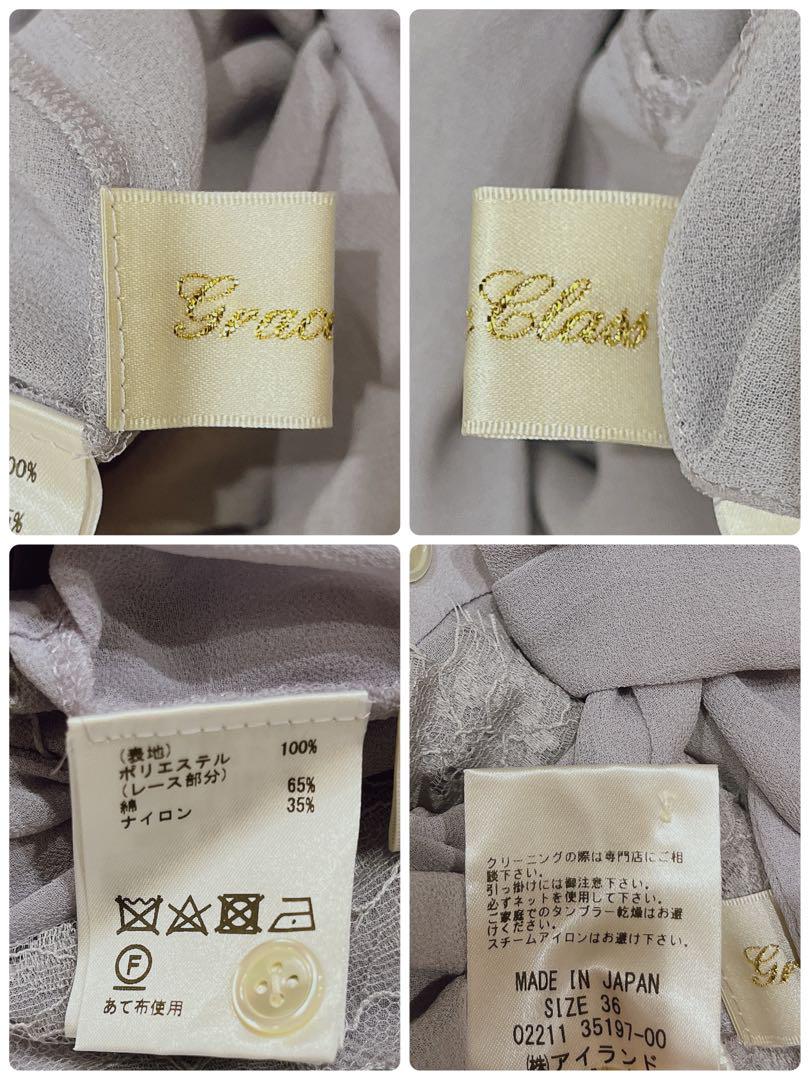 Grace
Class
00%
%
(表地)
ポリエステル 100%
(レース部分)
綿 65%
ナイロン 35%
F
あて布使用
クリーニングの際は専門店にご相
談下さい。
引っ掛けには御注意下さい。
必ずネットを使用して下さい。
ご家庭でのタンブラー乾燥はお避
けください。
スチームアイロンはお避け下さい。
MADE IN JAPAN
SIZE 36
02211 35197-00
(株)アイランド
Gr